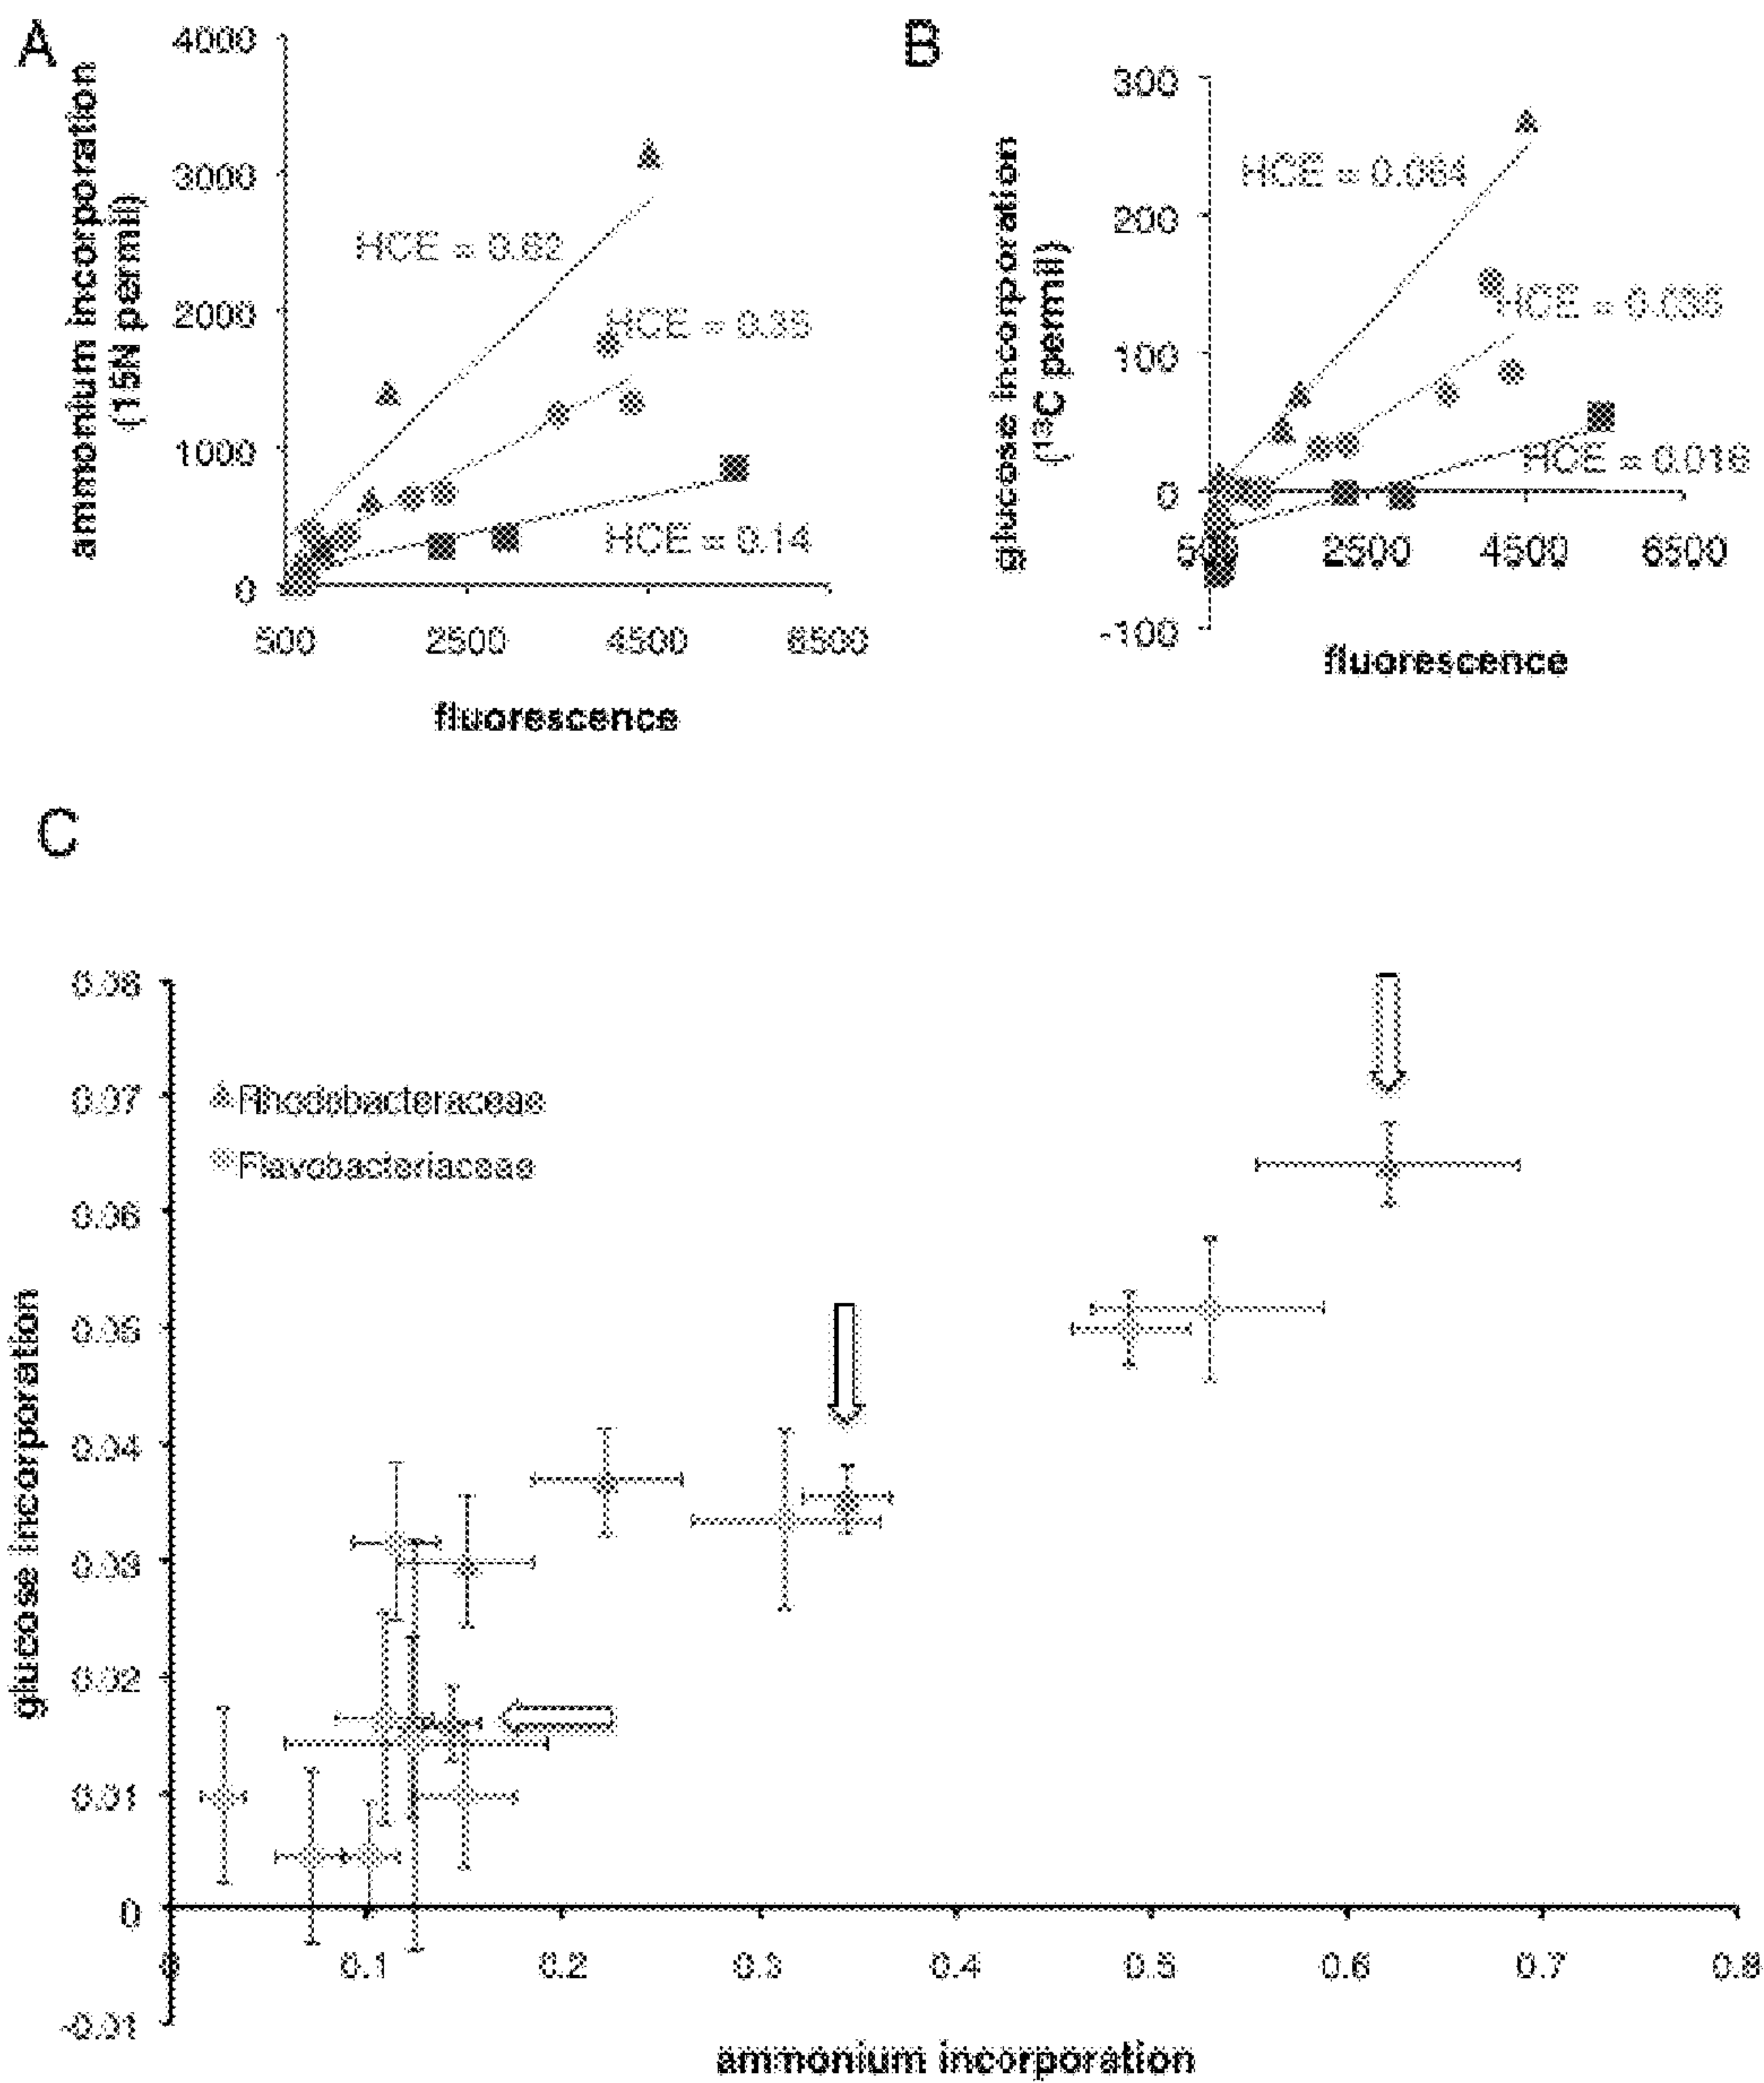 A
4000
3000
2000
1000
0
ammonium incorporation
(15N permil)
HCE = 0.62
HCE = 0.35
HCE = 0.14
500
2500
4500
6500
fluorescence
B
300
200
100
0
-100
glucose incorporation
(13C permil)
HCE = 0.064
HCE = 0.035
HCE = 0.016
500
2500
4500
6500
fluorescence
C
0.08
0.07
0.06
0.05
0.04
0.03
0.02
0.01
0
-0.01
glucose incorporation
Rhodobacteraceae
Flavobacteriaceae
0
0.1
0.2
0.3
0.4
0.5
0.6
0.7
0.8
ammonium incorporation